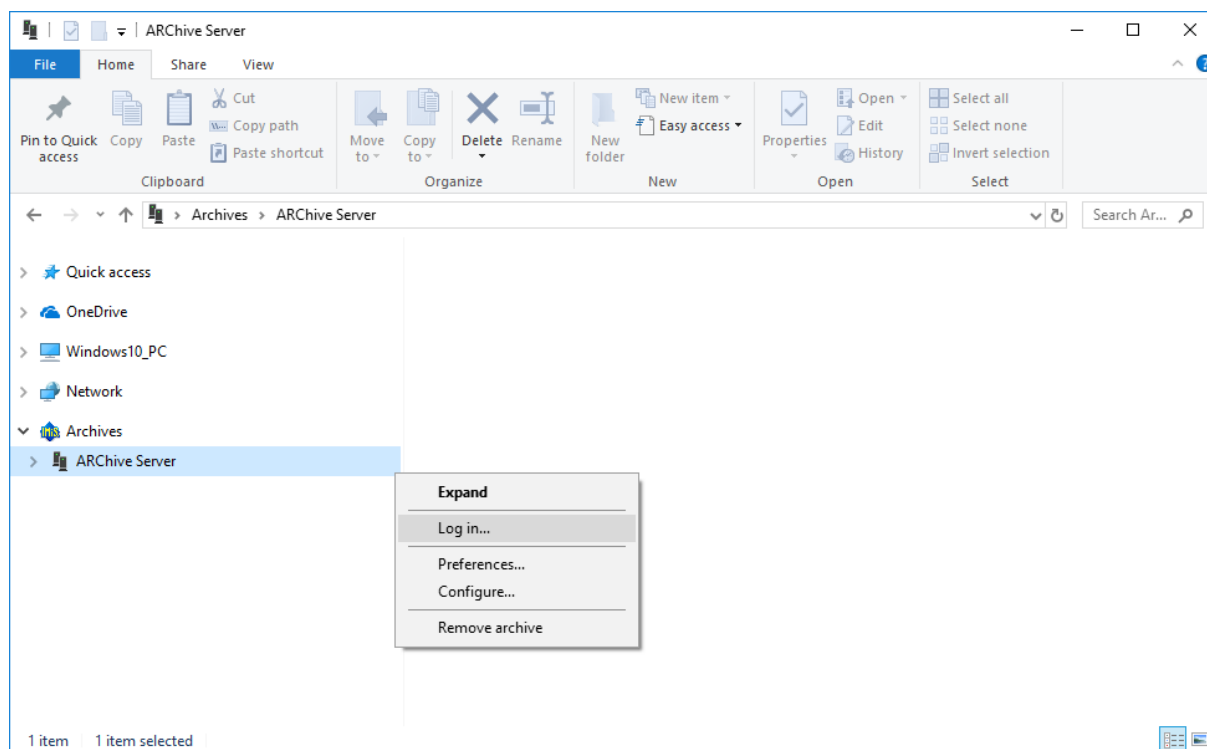 ARChive Server
File Home Share View
Pin to Quick access
Copy
Paste
Cut
Copy path
Paste shortcut
Clipboard
Move to
Copy to
Delete
Rename
Organize
New folder
New item
Easy access
New
Properties
Open
Edit
History
Open
Select all
Select none
Invert selection
Select
Archives ARChive Server
Search Ar...
Quick access
OneDrive
Windows10_PC
Network
Archives
ARChive Server
Expand
Log in...
Preferences...
Configure...
Remove archive
1 item 1 item selected